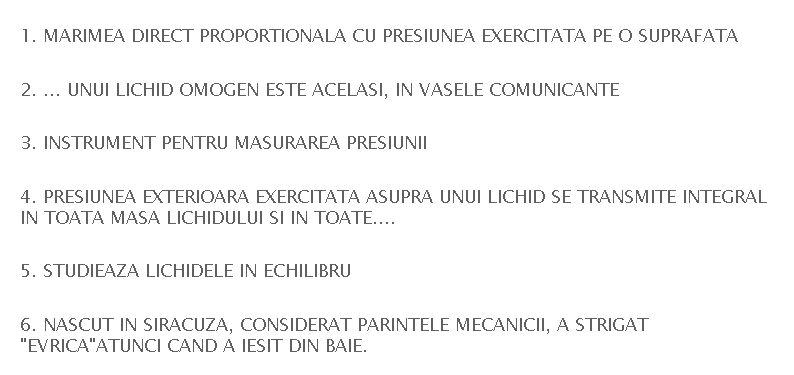 1. MARIMEA DIRECT PROPORTIONALA CU PRESIUNEA EXERCITATA PE O SUPRAFATA
2. ... UNUI LICHID OMOGEN ESTE ACELASI, IN VASELE COMUNICANTE
3. INSTRUMENT PENTRU MASURAREA PRESIUNII
4. PRESIUNEA EXTERIOARA EXERCITATA ASUPRA UNUI LICHID SE TRANSMITE INTEGRAL
IN TOATA MASA LICHIDULUI SI IN TOATE....
5. STUDIEAZA LICHIDELE IN ECHILIBRU
6. NASCUT IN SIRACUZA, CONSIDERAT PARINTELE MECANICII, A STRIGAT
"EVRICA"ATUNCI CAND A IESIT DIN BAIE.